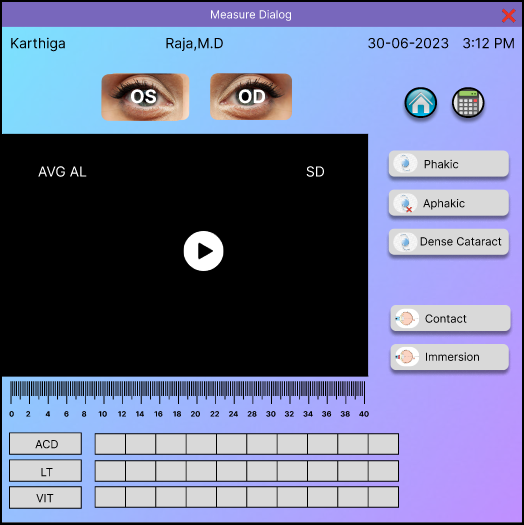 Measure Dialog
Karthiga Raja,M.D 30-06-2023 3:12 PM
OS OD
AVG AL SD
Phakic
Aphakic
Dense Cataract
Contact
Immersion
0 2 4 6 8 10 12 14 16 18 20 22 24 26 28 30 32 34 36 38 40
ACD
LT
VIT